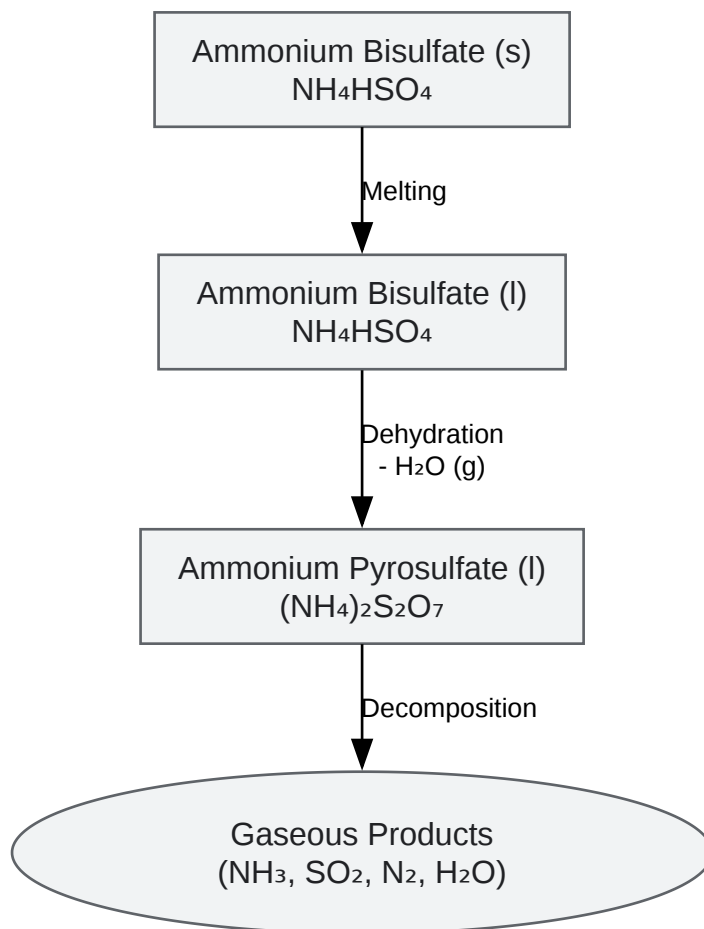 Ammonium Bisulfate (s)
NH₄HSO₄
Melting
Ammonium Bisulfate (l)
NH₄HSO₄
Dehydration
- H₂O (g)
Ammonium Pyrosulfate (l)
(NH₄)₂S₂O₇
Decomposition
Gaseous Products
(NH₃, SO₂, N₂, H₂O)